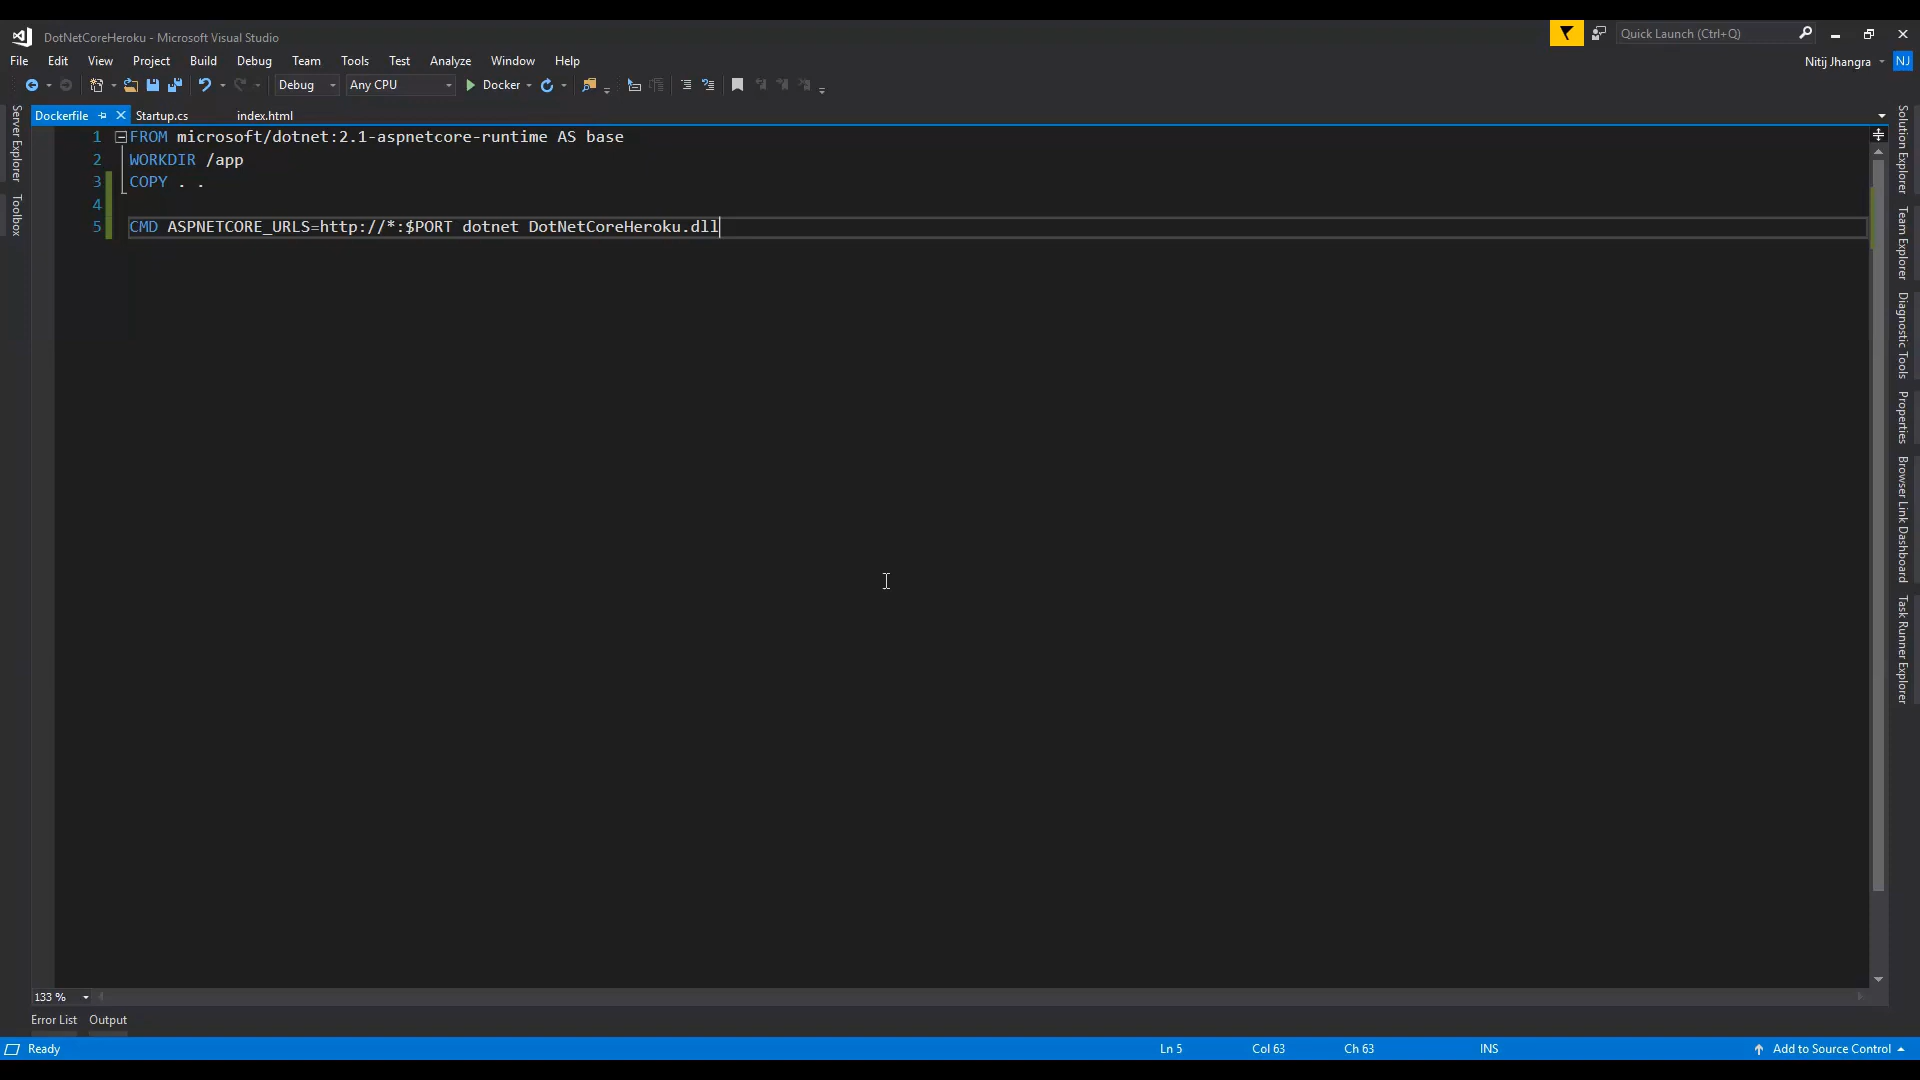 DotNetCoreHeroku - Microsoft Visual Studio
Quick Launch (Ctrl+Q)
File Edit View Project Build Debug Team Tools Test Analyze Window Help
Nitij Jhangra NJ
Debug Any CPU Docker
Dockerfile Startup.cs index.html
1 FROM microsoft/dotnet:2.1-aspnetcore-runtime AS base
2 WORKDIR /app
3 COPY . .
4
5 CMD ASPNETCORE_URLS=http://*:$PORT dotnet DotNetCoreHeroku.dll
Server Explorer
Toolbox
Solution Explorer
Team Explorer
Diagnostic Tools
Properties
Browser Link Dashboard
Task Runner Explorer
133 %
Error List Output
Ready Ln 5 Col 63 Ch 63 INS Add to Source Control